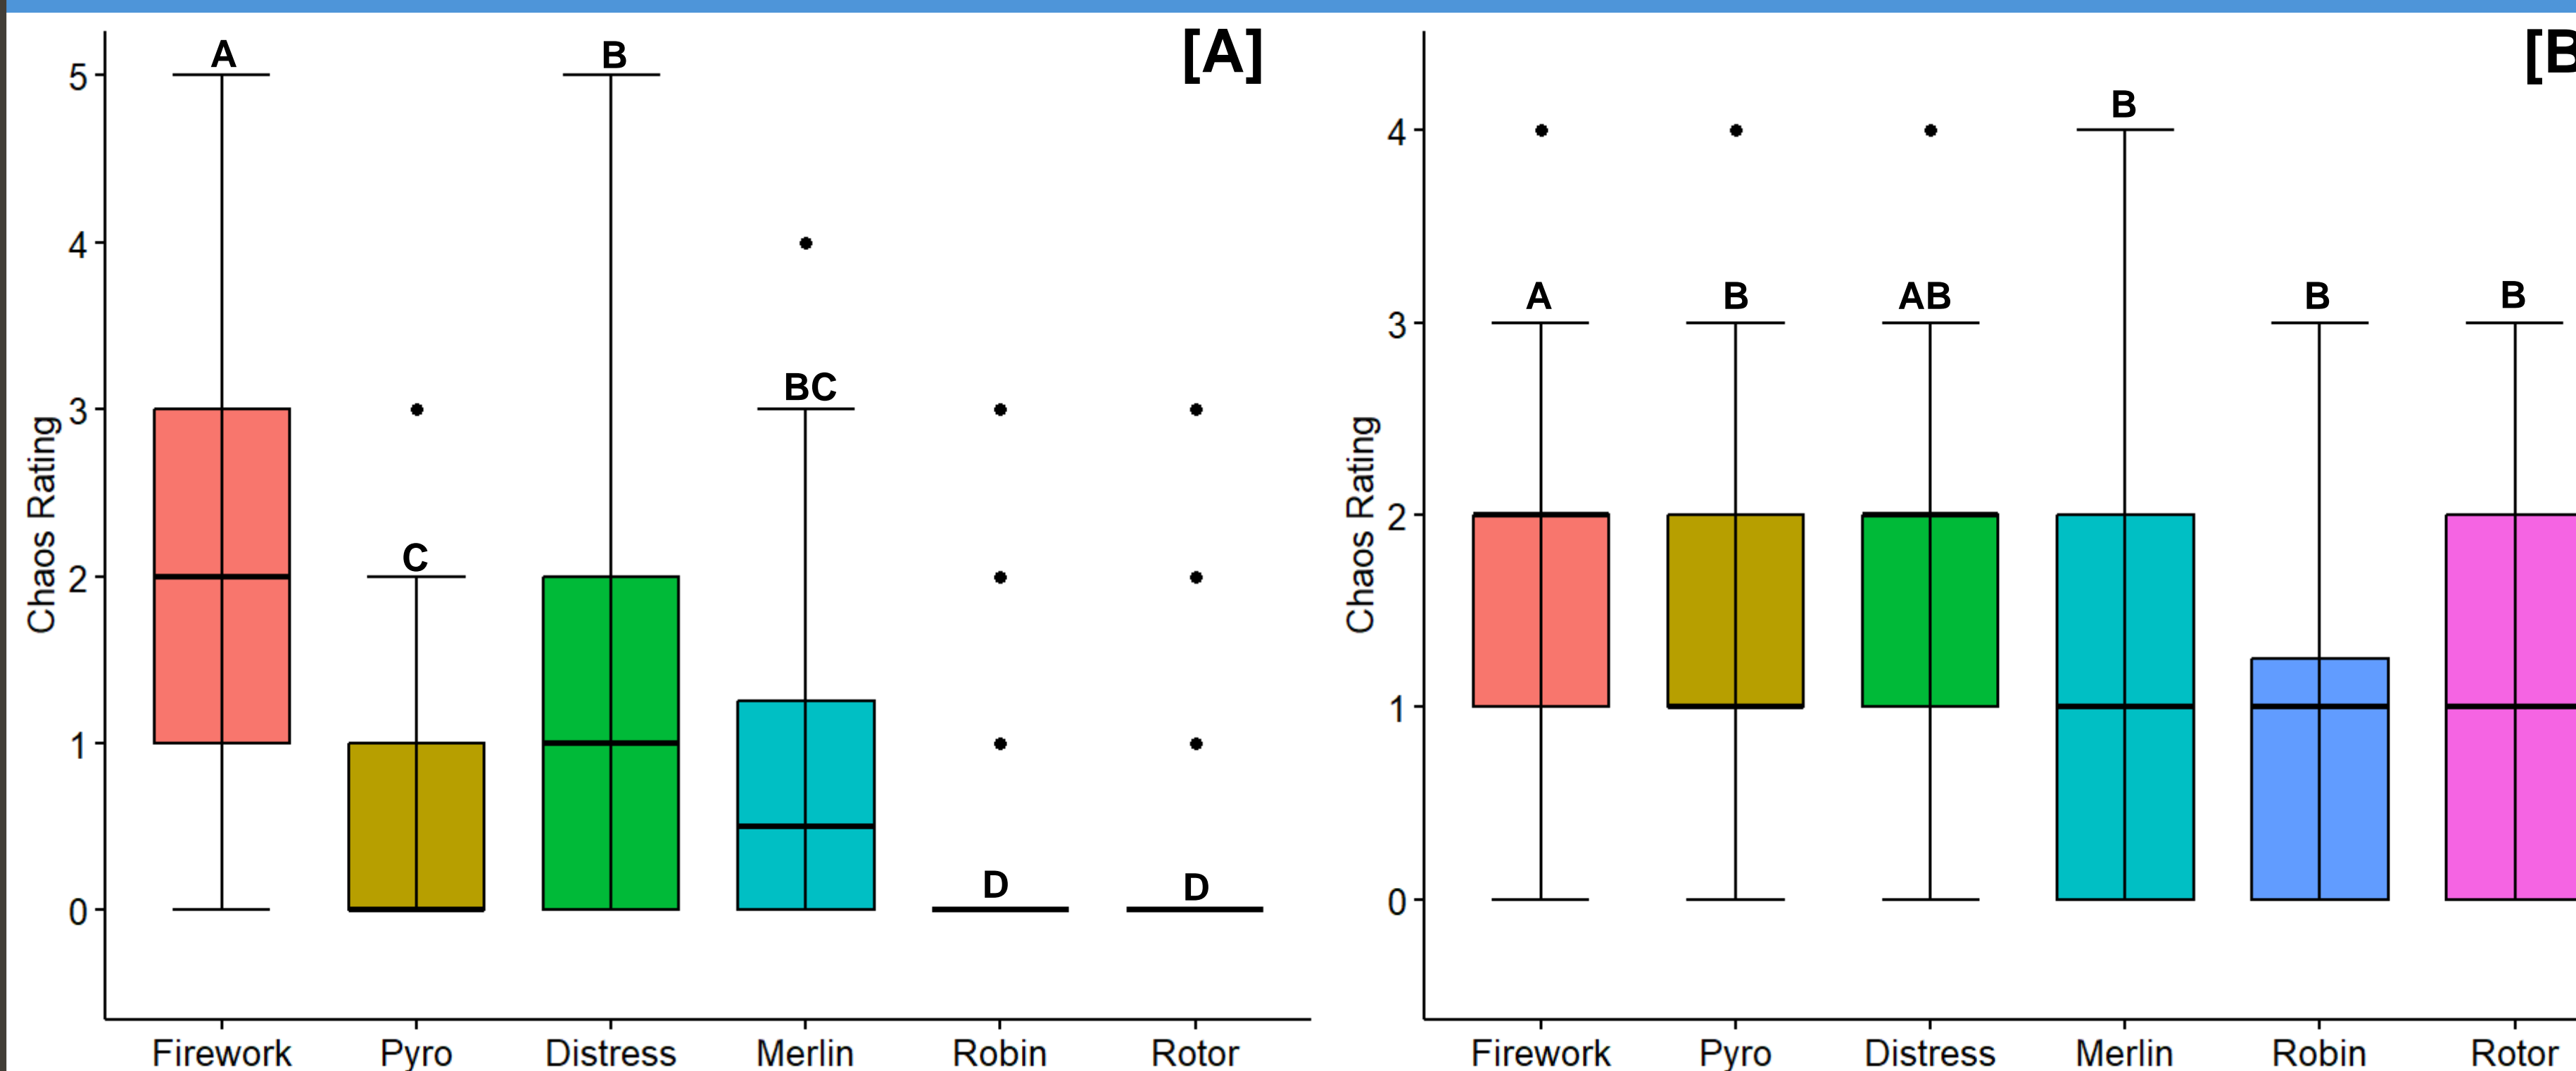 [A]
A
B
BC
C
D
D
5
4
3
2
1
0
Chaos Rating
Firework Pyro Distress Merlin Robin Rotor
[B
B
A
B
AB
B
B
4
3
2
1
0
Chaos Rating
Firework Pyro Distress Merlin Robin Rotor